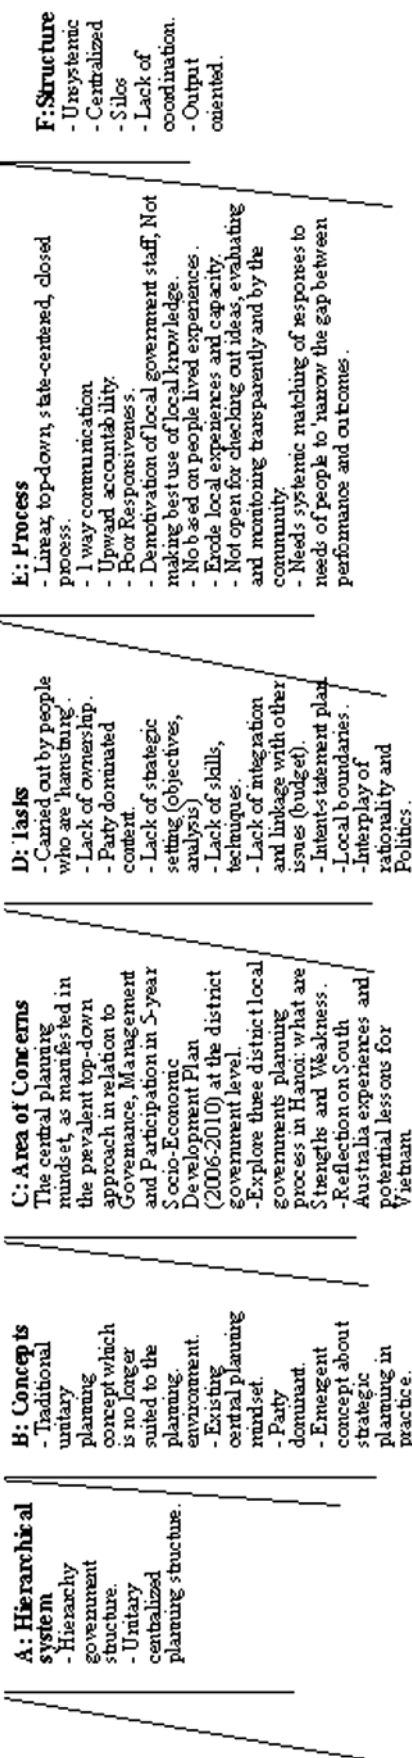 A: Hierarchical
system
- Hierarchy
government
structure.
- Unitary
centralized
planning structure.
B: Concepts
- Traditional
unitary
planning
concept which
is no longer
suited to the
planning.
environment.
- Existing
central planning
mindset.
- Party
dominant.
- Emergent
concept about
strategic
planning in
practice.
C: Area of Concerns
The central planning
mindset, as manifested in
the prevalent top-down
approach in relation to
Governance, Management
and Participation in 5-year
Socio-Economic
Development Plan
(2006-2010) at the district
government level.
-Explore three district local
governments planning
process in Hanoi: what are
Strengths and Weakness.
-Reflection on South
Australia experiences and
potential lessons for
Vietnam
D: Tasks
- Carried out by people
who are 'hamstrung'.
- Lack of ownership.
- Party dominated
content.
- Lack of strategic
setting (objectives,
analysis)
- Lack of skills,
techniques.
- Lack of integration
and linkage with other
issues (budget).
- Intent-statement plan.
-Local boundaries.
-Interplay of
rationality and
Politics.
E: Process
- Linear, top-down, state-centered, closed
process.
- 1 way communication
- Upward accountability.
- Poor Responsiveness.
- Demotivation of local government staff, Not
making best use of local knowledge.
- No based on people lived experiences.
- Erode local experiences and capacity.
- Not open for checking out ideas, evaluating
and monitoring transparently and by the
community.
- Needs systemic matching of responses to
needs of people to 'narrow the gap between
performance and outcomes.
F:Structure
- Unsystemic
- Centralized
- Silos
- Lack of
coordination.
- Output
oriented.